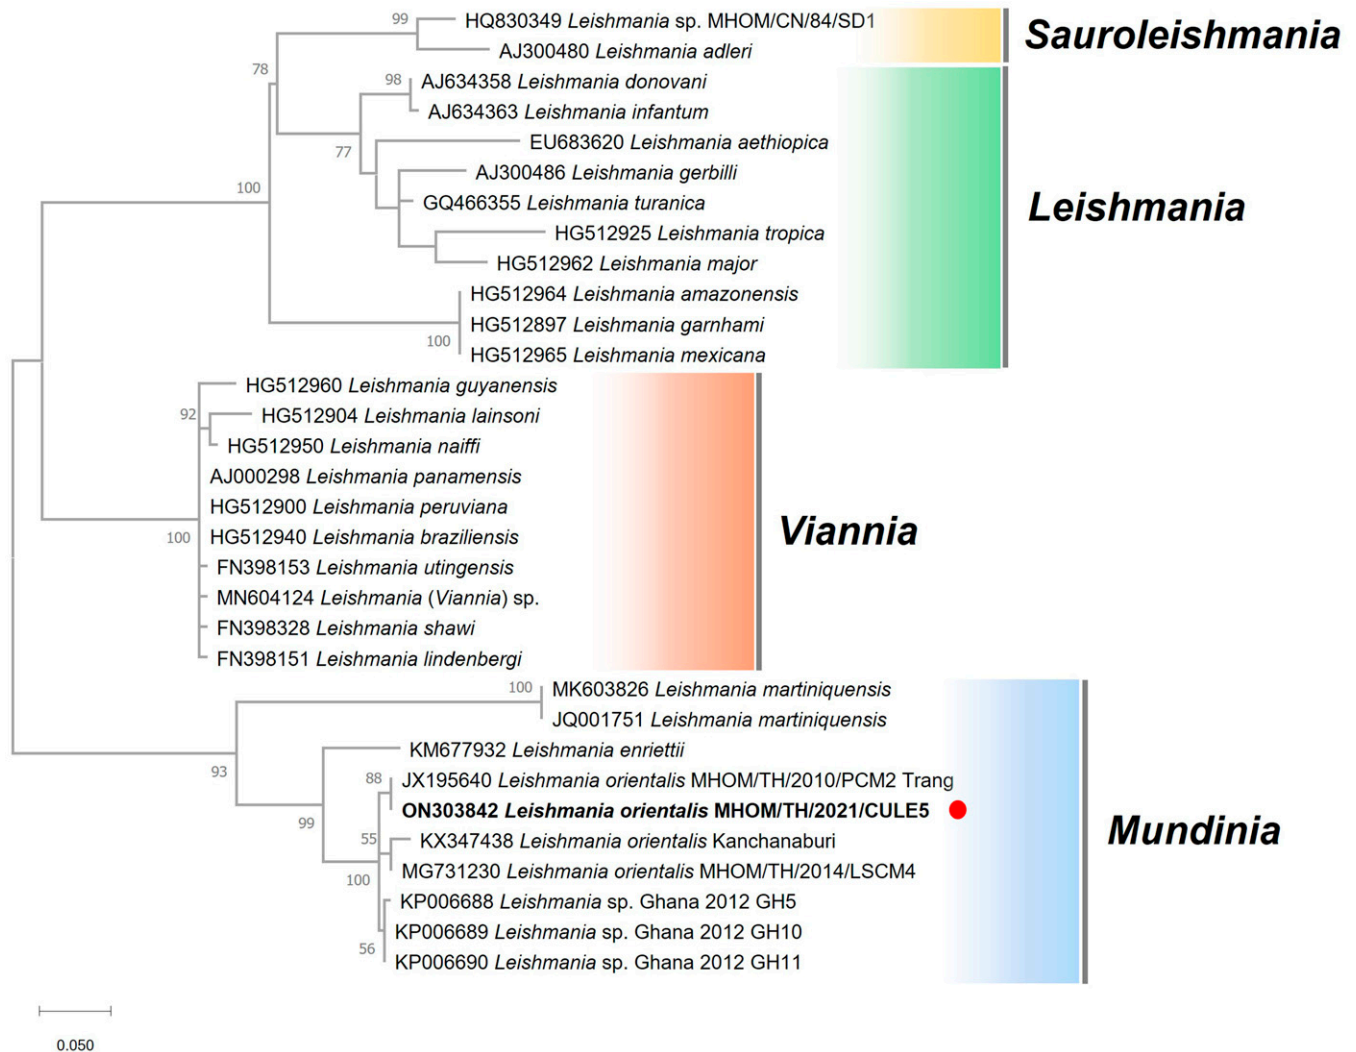 99
HQ830349 Leishmania sp. MHOM/CN/84/SD1
AJ300480 Leishmania adleri
Sauroleishmania
78
98
AJ634358 Leishmania donovani
AJ634363 Leishmania infantum
77
EU683620 Leishmania aethiopica
AJ300486 Leishmania gerbilli
100
GQ466355 Leishmania turanica
Leishmania
HG512925 Leishmania tropica
HG512962 Leishmania major
HG512964 Leishmania amazonensis
HG512897 Leishmania garnhami
100
HG512965 Leishmania mexicana
HG512960 Leishmania guyanensis
92
HG512904 Leishmania lainsoni
HG512950 Leishmania naiffi
AJ000298 Leishmania panamensis
HG512900 Leishmania peruviana
100
HG512940 Leishmania braziliensis
Viannia
FN398153 Leishmania utingensis
MN604124 Leishmania (Viannia) sp.
FN398328 Leishmania shawi
FN398151 Leishmania lindenbergi
100
MK603826 Leishmania martiniquensis
JQ001751 Leishmania martiniquensis
93
KM677932 Leishmania enriettii
88
JX195640 Leishmania orientalis MHOM/TH/2010/PCM2 Trang
ON303842 Leishmania orientalis MHOM/TH/2021/CULE5
99
55
KX347438 Leishmania orientalis Kanchanaburi
Mundinia
MG731230 Leishmania orientalis MHOM/TH/2014/LSCM4
100
KP006688 Leishmania sp. Ghana 2012 GH5
KP006689 Leishmania sp. Ghana 2012 GH10
56
KP006690 Leishmania sp. Ghana 2012 GH11
0.050